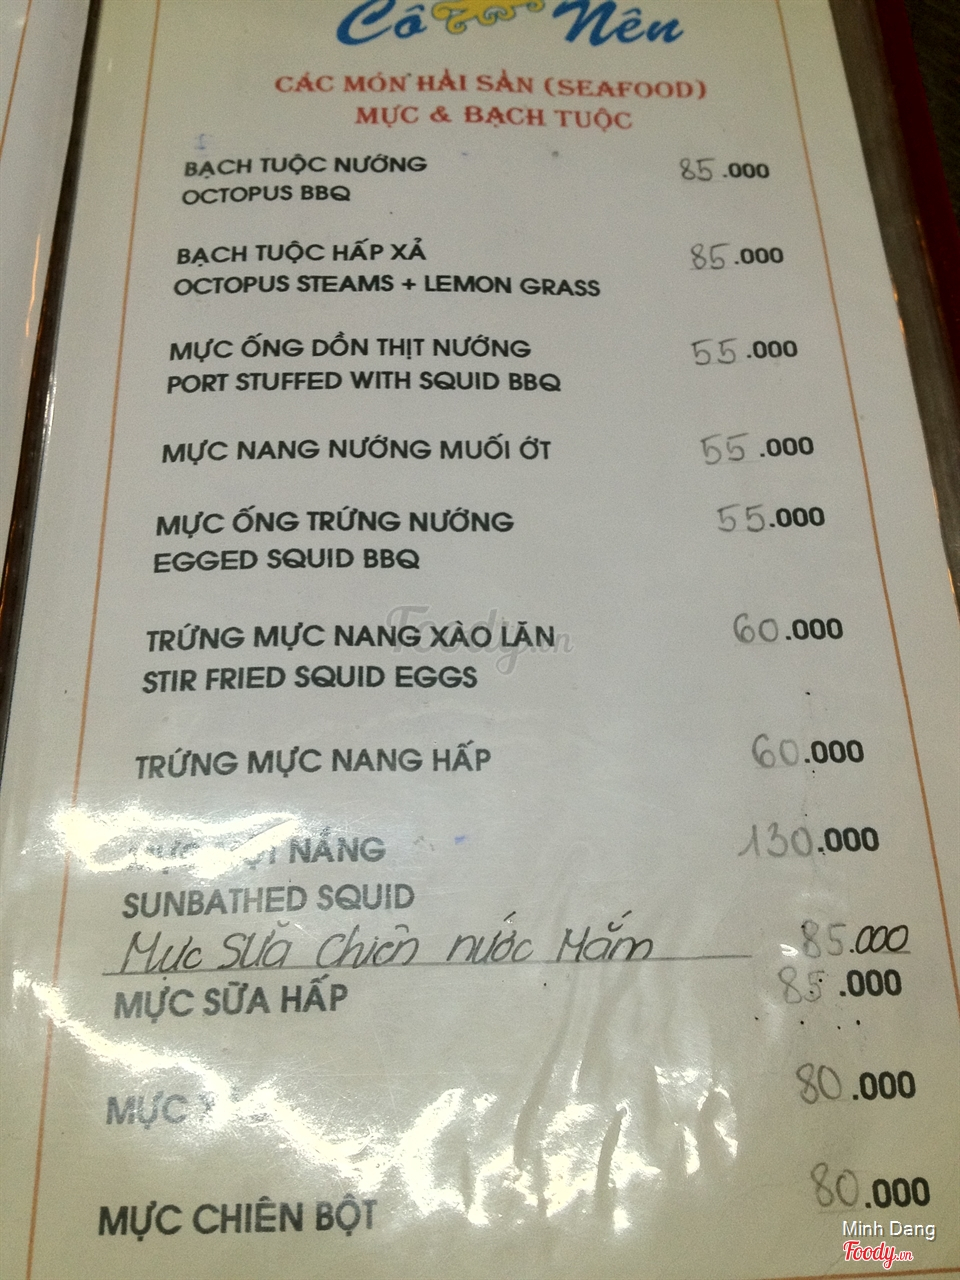 Cô Nên
CÁC MÓN HẢI SẢN (SEAFOOD)
MỰC & BẠCH TUỘC
BẠCH TUỘC NƯỚNG 85.000
OCTOPUS BBQ
BẠCH TUỘC HẤP XẢ 85.000
OCTOPUS STEAMS + LEMON GRASS
MỰC ỐNG DỒN THỊT NƯỚNG 55.000
PORT STUFFED WITH SQUID BBQ
MỰC NANG NƯỚNG MUỐI ỚT 55.000
MỰC ỐNG TRỨNG NƯỚNG 55.000
EGGED SQUID BBQ
TRỨNG MỰC NANG XÀO LĂN 60.000
Foody.vn
STIR FRIED SQUID EGGS
TRỨNG MỰC NANG HẤP 60.000
MỰC MỘT NẮNG 130.000
SUNBATHED SQUID
Mực Sữa Chiên nước Mắm 85.000
MỰC SỮA HẤP 85.000
MỰC 80.000
MỰC CHIÊN BỘT 80.000
Minh Dang
Foody.vn